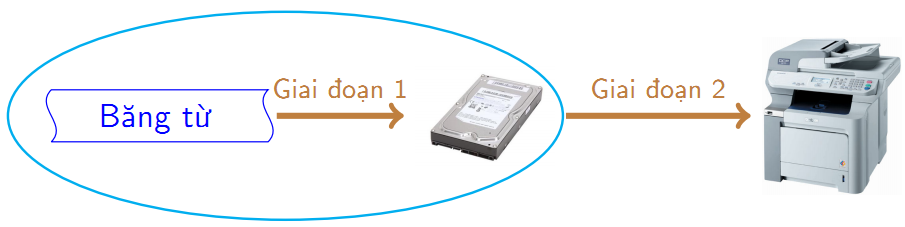 Băng từ
Giai đoạn 1
Giai đoạn 2